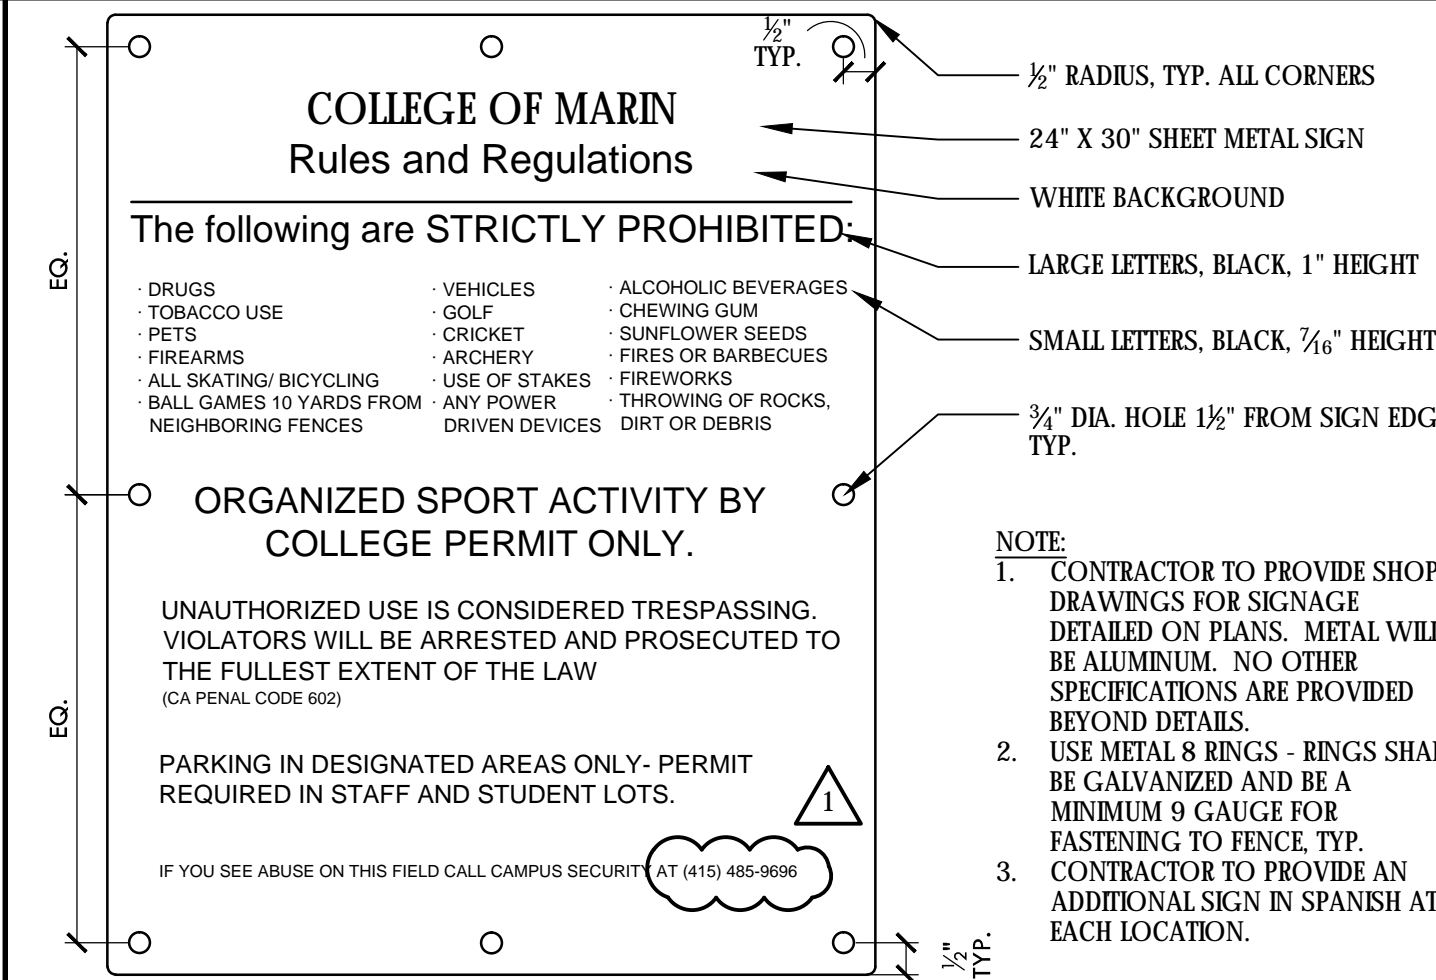 ½"
TYP.
COLLEGE OF MARIN
Rules and Regulations
The following are STRICTLY PROHIBITED:
· DRUGS
· TOBACCO USE
· PETS
· FIREARMS
· ALL SKATING/ BICYCLING
· BALL GAMES 10 YARDS FROM
NEIGHBORING FENCES
· VEHICLES
· GOLF
· CRICKET
· ARCHERY
· USE OF STAKES
· ANY POWER
DRIVEN DEVICES
· ALCOHOLIC BEVERAGES
· CHEWING GUM
· SUNFLOWER SEEDS
· FIRES OR BARBECUES
· FIREWORKS
· THROWING OF ROCKS,
DIRT OR DEBRIS
ORGANIZED SPORT ACTIVITY BY
COLLEGE PERMIT ONLY.
UNAUTHORIZED USE IS CONSIDERED TRESPASSING.
VIOLATORS WILL BE ARRESTED AND PROSECUTED TO
THE FULLEST EXTENT OF THE LAW
(CA PENAL CODE 602)
PARKING IN DESIGNATED AREAS ONLY- PERMIT
REQUIRED IN STAFF AND STUDENT LOTS.
1
IF YOU SEE ABUSE ON THIS FIELD CALL CAMPUS SECURITY AT (415) 485-9696
EQ.
EQ.
½"
TYP.
½" RADIUS, TYP. ALL CORNERS
24" X 30" SHEET METAL SIGN
WHITE BACKGROUND
LARGE LETTERS, BLACK, 1" HEIGHT
SMALL LETTERS, BLACK, 7⁄16" HEIGHT
¾" DIA. HOLE 1½" FROM SIGN EDG
TYP.
NOTE:
1. CONTRACTOR TO PROVIDE SHOP
DRAWINGS FOR SIGNAGE
DETAILED ON PLANS. METAL WILL
BE ALUMINUM. NO OTHER
SPECIFICATIONS ARE PROVIDED
BEYOND DETAILS.
2. USE METAL 8 RINGS - RINGS SHAL
BE GALVANIZED AND BE A
MINIMUM 9 GAUGE FOR
FASTENING TO FENCE, TYP.
3. CONTRACTOR TO PROVIDE AN
ADDITIONAL SIGN IN SPANISH AT
EACH LOCATION.